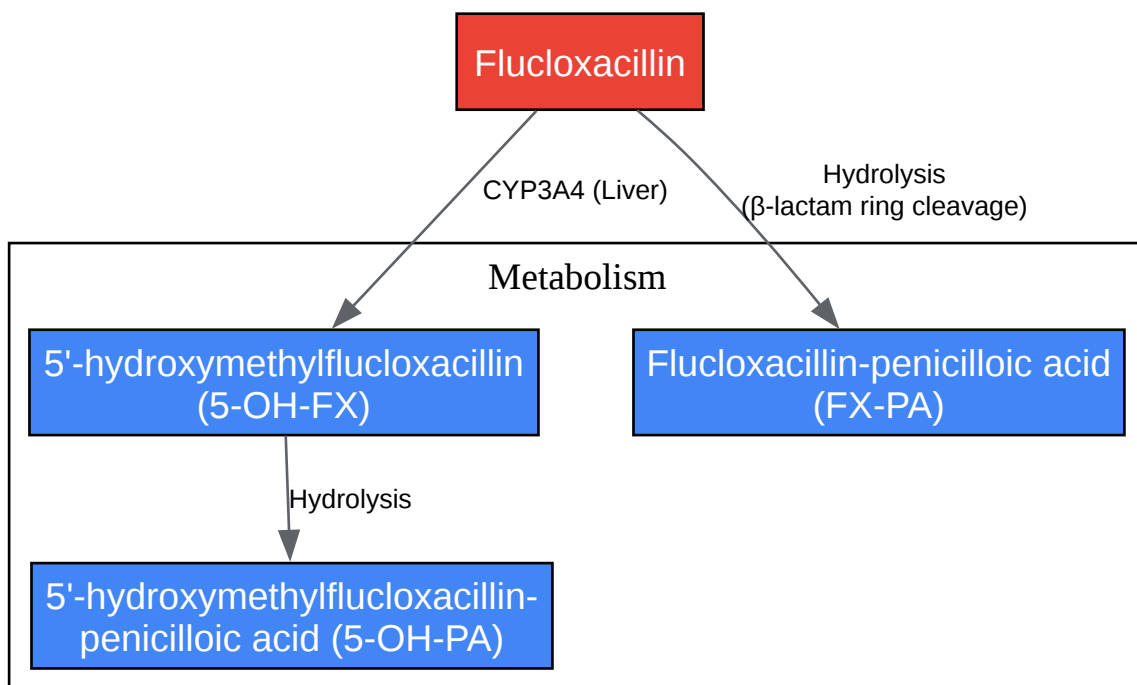 Flucloxacillin
CYP3A4 (Liver)
Hydrolysis
(β-lactam ring cleavage)
Metabolism
5'-hydroxymethylflucloxacillin
(5-OH-FX)
Flucloxacillin-penicilloic acid
(FX-PA)
Hydrolysis
5'-hydroxymethylflucloxacillin-
penicilloic acid (5-OH-PA)